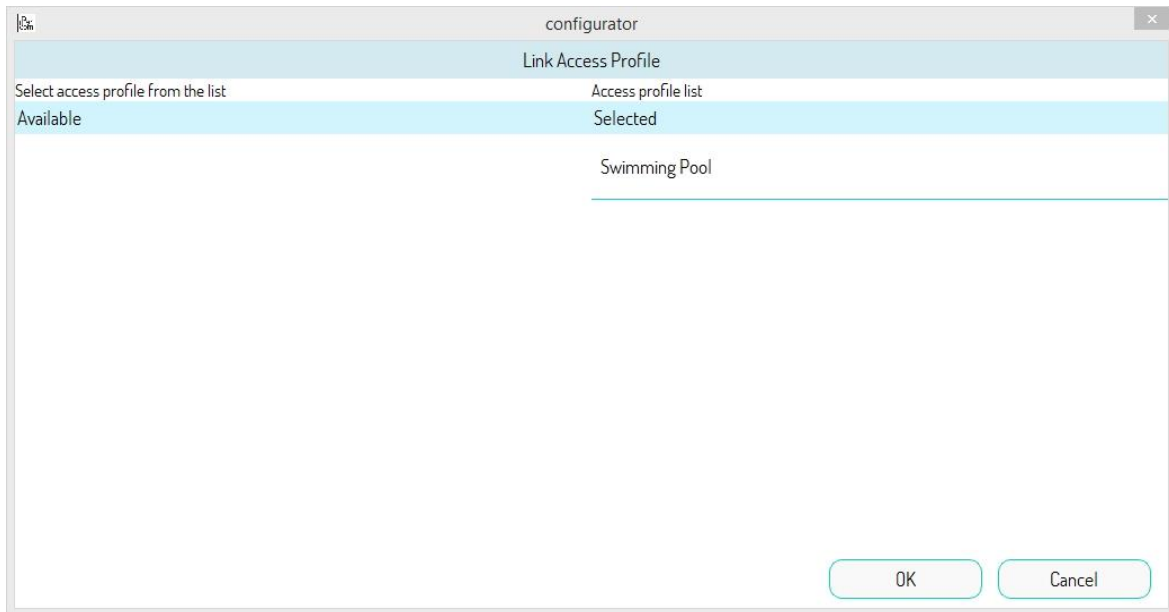 configurator
Link Access Profile
Select access profile from the list
Access profile list
Available
Selected
Swimming Pool
OK
Cancel